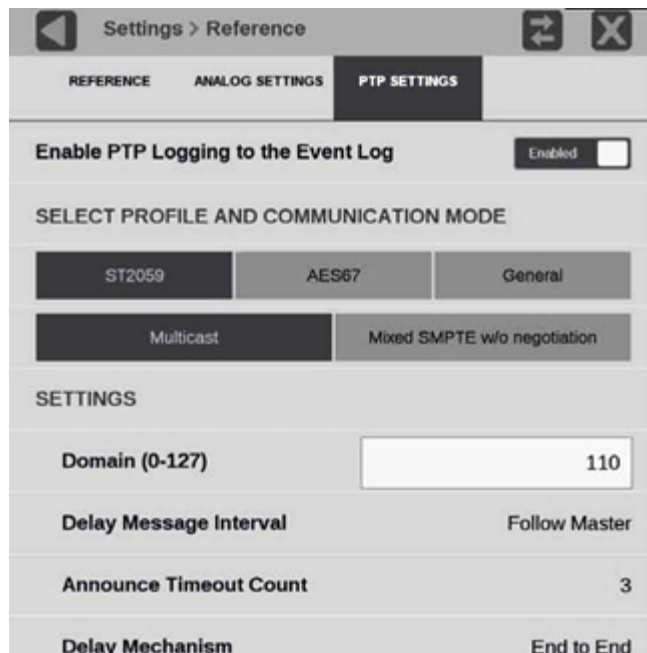 Settings > Reference
REFERENCE ANALOG SETTINGS PTP SETTINGS
Enable PTP Logging to the Event Log Enabled
SELECT PROFILE AND COMMUNICATION MODE
ST2059 AES67 General
Multicast Mixed SMPTE w/o negotiation
SETTINGS
Domain (0-127) 110
Delay Message Interval Follow Master
Announce Timeout Count 3
Delay Mechanism End to End